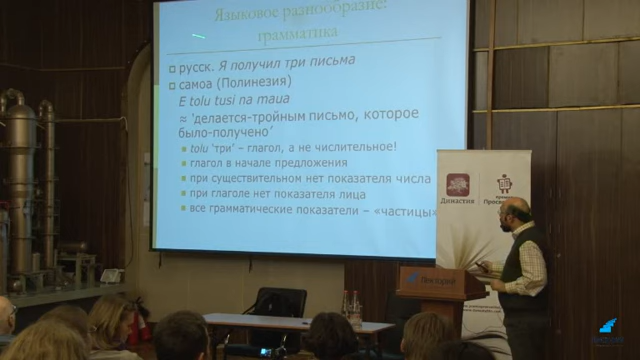 Языковое разнообразие:
грамматика
русск. Я получил три письма
самоа (Полинезия)
E tolu tusi na maua
= ‘делается-тройным письмо, которое
было-получено’
tolu ‘три’ – глагол, а не числительное!
глагол в начале предложения
при существительном нет показателя числа
при глаголе нет показателя лица
все грамматические показатели – «частицы»
Династия